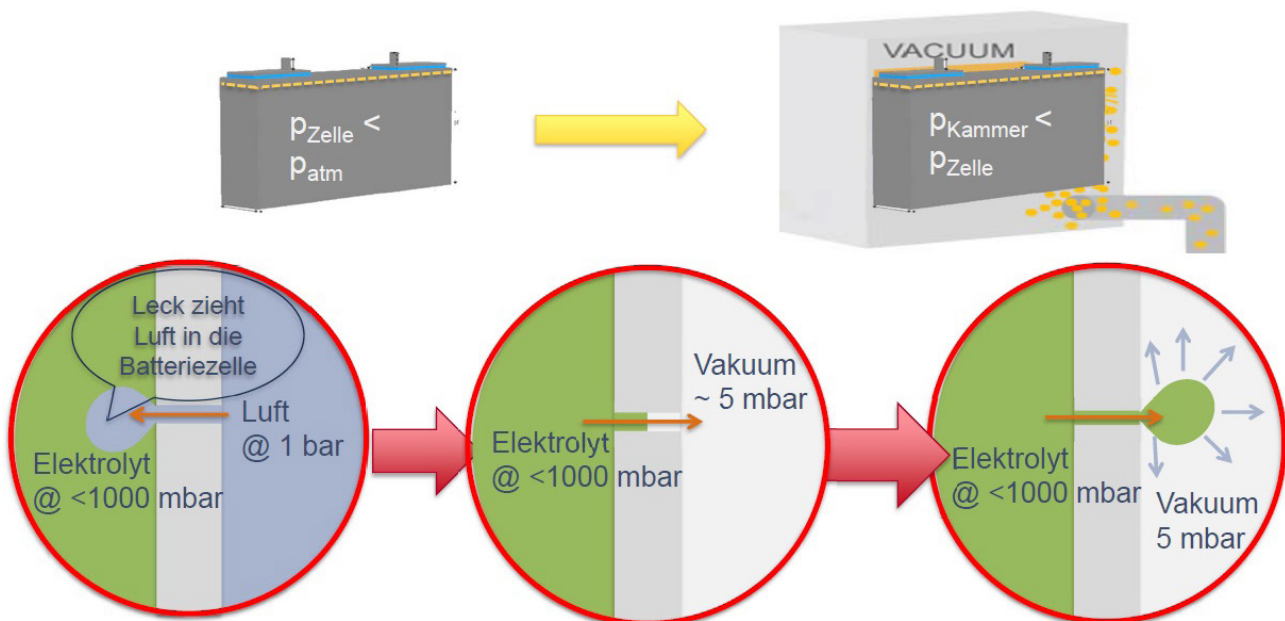 pZelle <
patm
VACUUM
pKammer <
pZelle
Leck zieht
Luft in die
Batteriezelle
Luft
@ 1 bar
Elektrolyt
@ <1000 mbar
Vakuum
~ 5 mbar
Elektrolyt
@ <1000 mbar
Elektrolyt
@ <1000 mbar
Vakuum
5 mbar